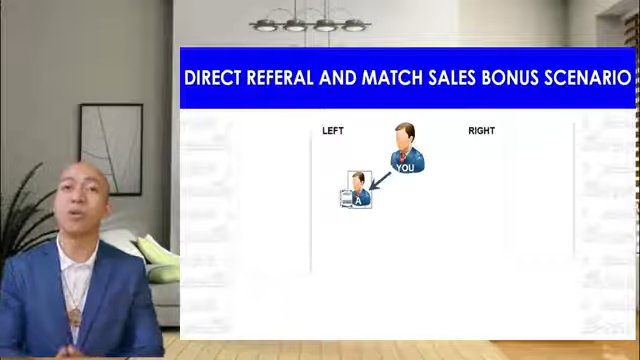 DIRECT REFERAL AND MATCH SALES BONUS SCENARIO
LEFT
RIGHT
YOU
A